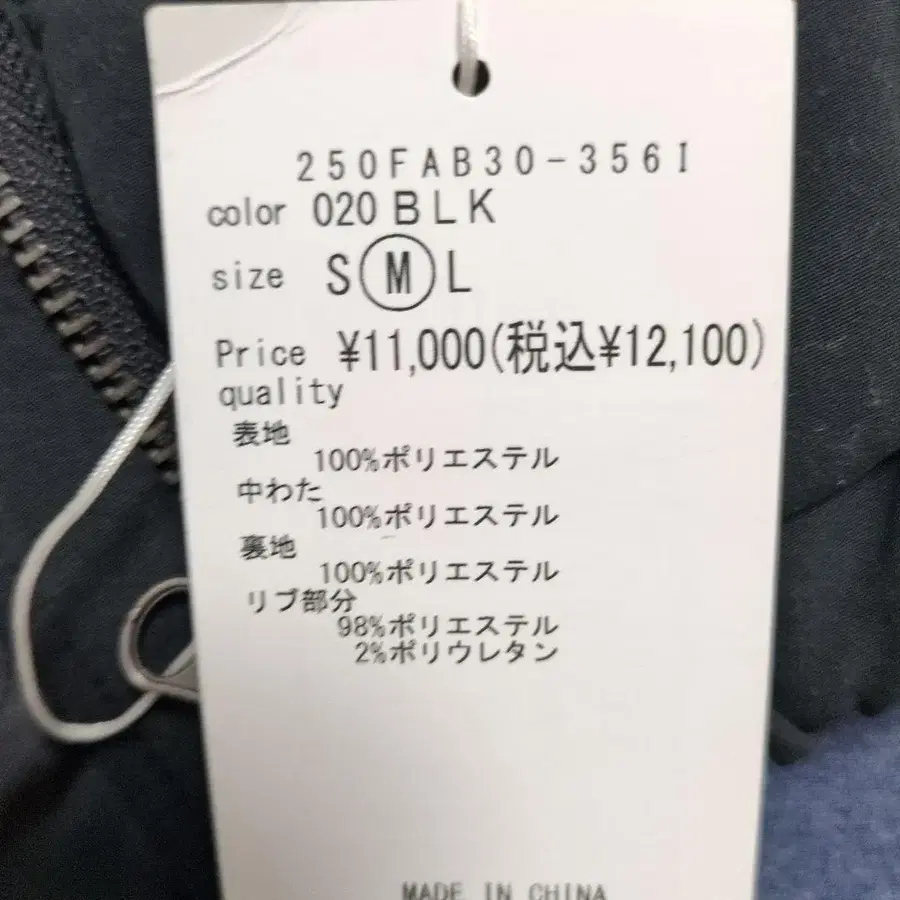 250FAB30-356I
color 020 BLK
size S M L
Price ¥11,000(税込¥12,100)
quality
表地
100%ポリエステル
中わた
100%ポリエステル
裏地
100%ポリエステル
リブ部分
98%ポリエステル
2%ポリウレタン
MADE IN CHINA